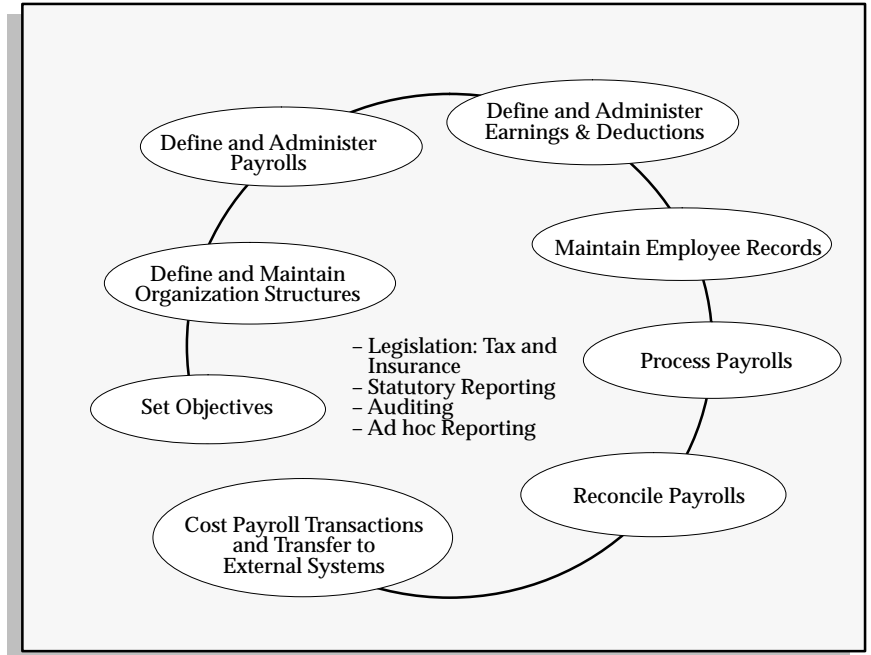 Define and Administer
Earnings & Deductions
Define and Administer
Payrolls
Maintain Employee Records
Define and Maintain
Organization Structures
– Legislation: Tax and
Insurance
– Statutory Reporting
– Auditing
– Ad hoc Reporting
Process Payrolls
Set Objectives
Reconcile Payrolls
Cost Payroll Transactions
and Transfer to
External Systems